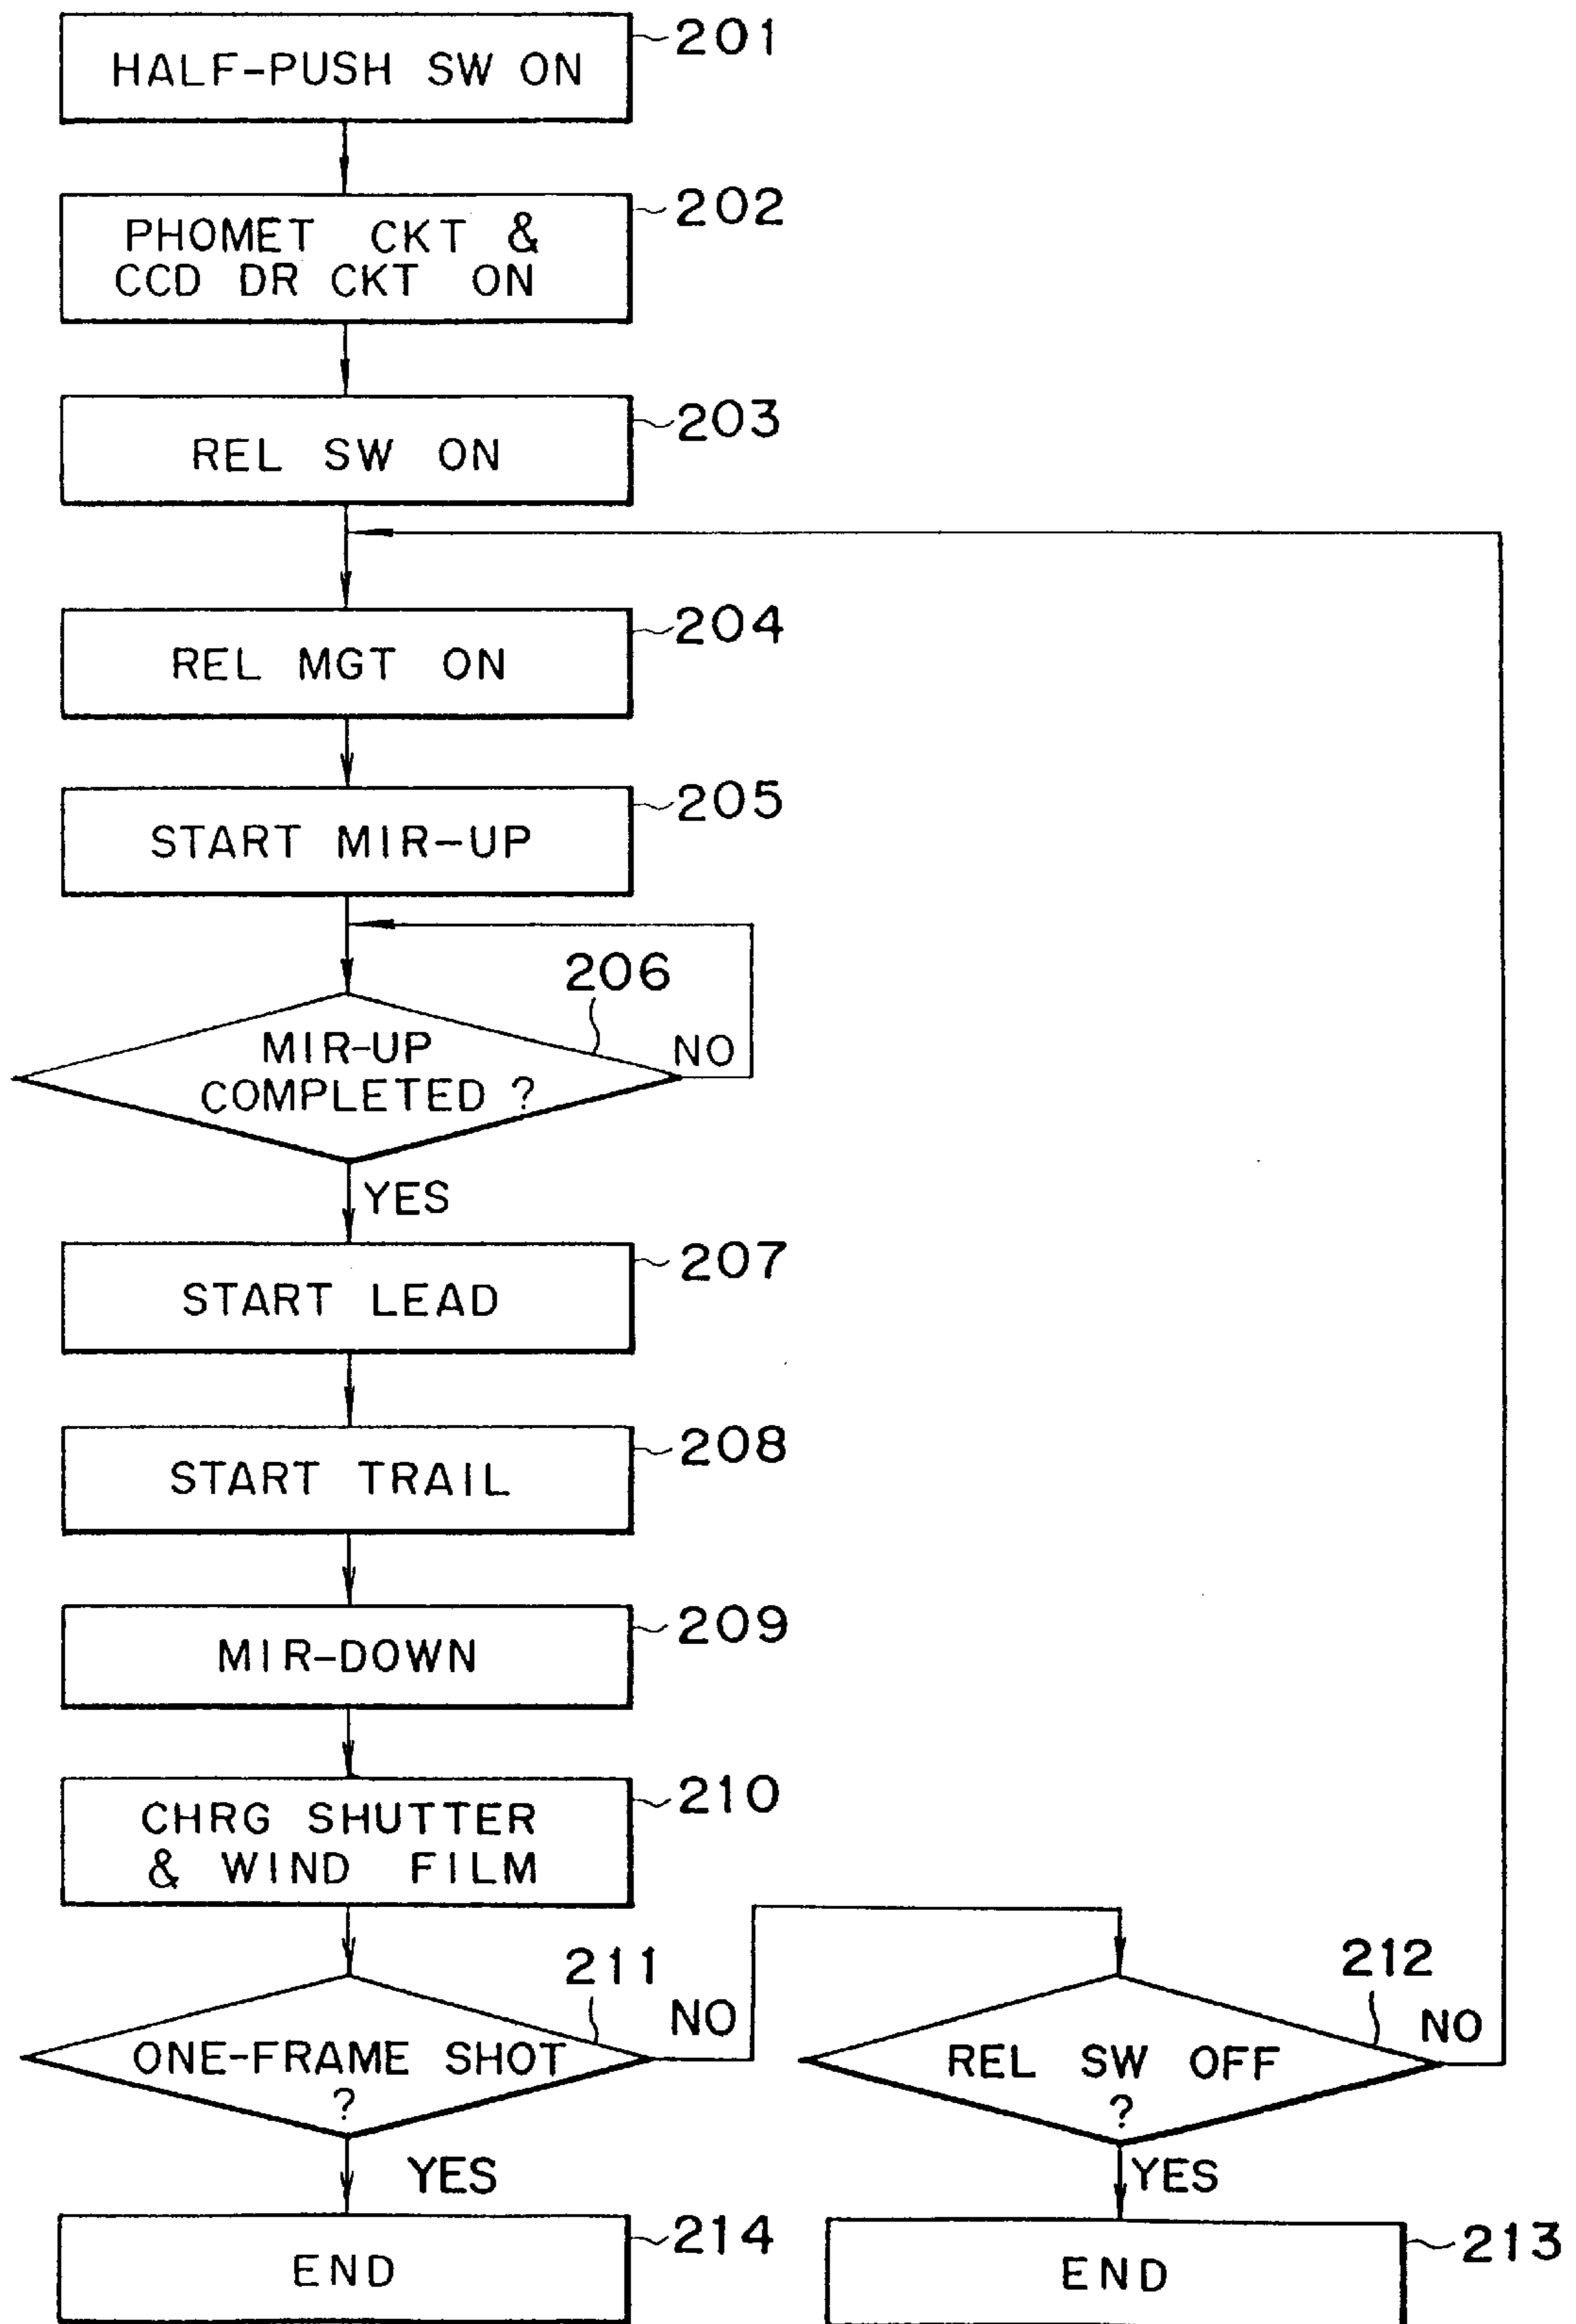 HALF-PUSH SW ON
201
PHOMET CKT &
CCD DR CKT ON
202
REL SW ON
203
REL MGT ON
204
START MIR-UP
205
206
MIR-UP
COMPLETED ?
NO
YES
START LEAD
207
START TRAIL
208
MIR-DOWN
209
CHRG SHUTTER
& WIND FILM
210
211
ONE-FRAME SHOT
?
NO
212
REL SW OFF
?
NO
YES
YES
END
214
END
213